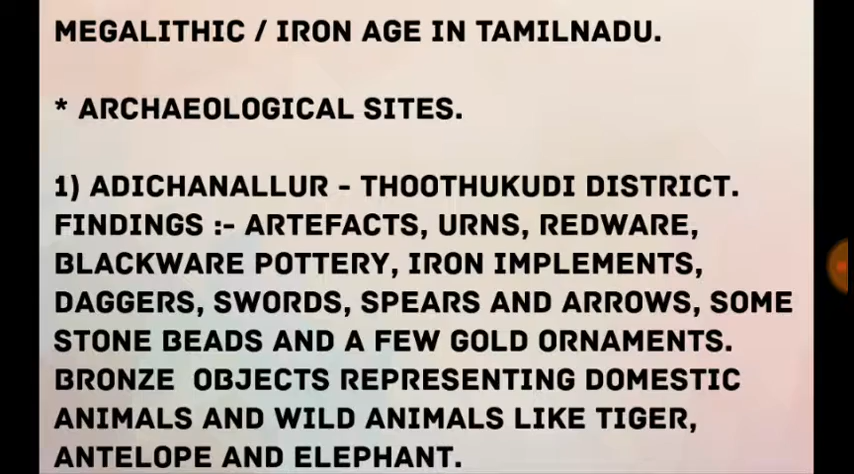 MEGALITHIC / IRON AGE IN TAMILNADU.
* ARCHAEOLOGICAL SITES.
1) ADICHANALLUR - THOOTHUKUDI DISTRICT.
FINDINGS :- ARTEFACTS, URNS, REDWARE,
BLACKWARE POTTERY, IRON IMPLEMENTS,
DAGGERS, SWORDS, SPEARS AND ARROWS, SOME
STONE BEADS AND A FEW GOLD ORNAMENTS.
BRONZE OBJECTS REPRESENTING DOMESTIC
ANIMALS AND WILD ANIMALS LIKE TIGER,
ANTELOPE AND ELEPHANT.